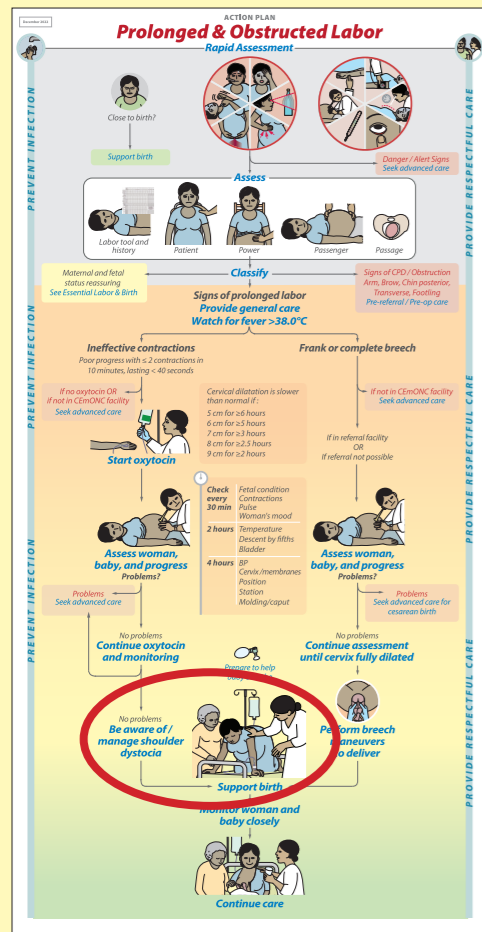 November 2023
ACTION PLAN
Prolonged & Obstructed Labor
Rapid Assessment
PREVENT INFECTION
PROVIDE RESPECTFUL CARE
Close to birth?
Support birth
Danger / Alert Signs
Seek advanced care
Assess
Labor tool and
history
Patient
Power
Passenger
Passage
Maternal and fetal
status reassuring
See Essential Labor & Birth
Classify
Signs of CPD / Obstruction
Arm, Brow, Chin posterior,
Transverse, Footling
Pre-referral / Pre-op care
Signs of prolonged labor
Provide general care
Watch for fever >38.0°C
PREVENT INFECTION
PROVIDE RESPECTFUL CARE
Ineffective contractions
Poor progress with ≤ 2 contractions in
10 minutes, lasting < 40 seconds
Frank or complete breech
If no oxytocin OR
if not in CEmONC facility
Seek advanced care
Start oxytocin
Cervical dilatation is slower
than normal if :
5 cm for ≥6 hours
6 cm for ≥5 hours
7 cm for ≥3 hours
8 cm for ≥2.5 hours
9 cm for ≥2 hours
If not in CEmONC facility
Seek advanced care
If in referral facility
OR
If referral not possible
Check
every
30 min
Fetal condition
Contractions
Pulse
Woman's mood
2 hours
Temperature
Descent by fifths
Bladder
4 hours
BP
Cervix/membranes
Position
Station
Molding/caput
Assess woman,
baby, and progress
Problems?
Assess woman,
baby, and progress
Problems?
PREVENT INFECTION
PROVIDE RESPECTFUL CARE
Problems
Seek advanced care
Problems
Seek advanced care for
cesarean birth
No problems
Continue oxytocin
and monitoring
No problems
Continue assessment
until cervix fully dilated
Prepare to help
No problems
Be aware of /
manage shoulder
dystocia
Perform breech
maneuvers
to deliver
Support birth
Monitor woman and
baby closely
Continue care